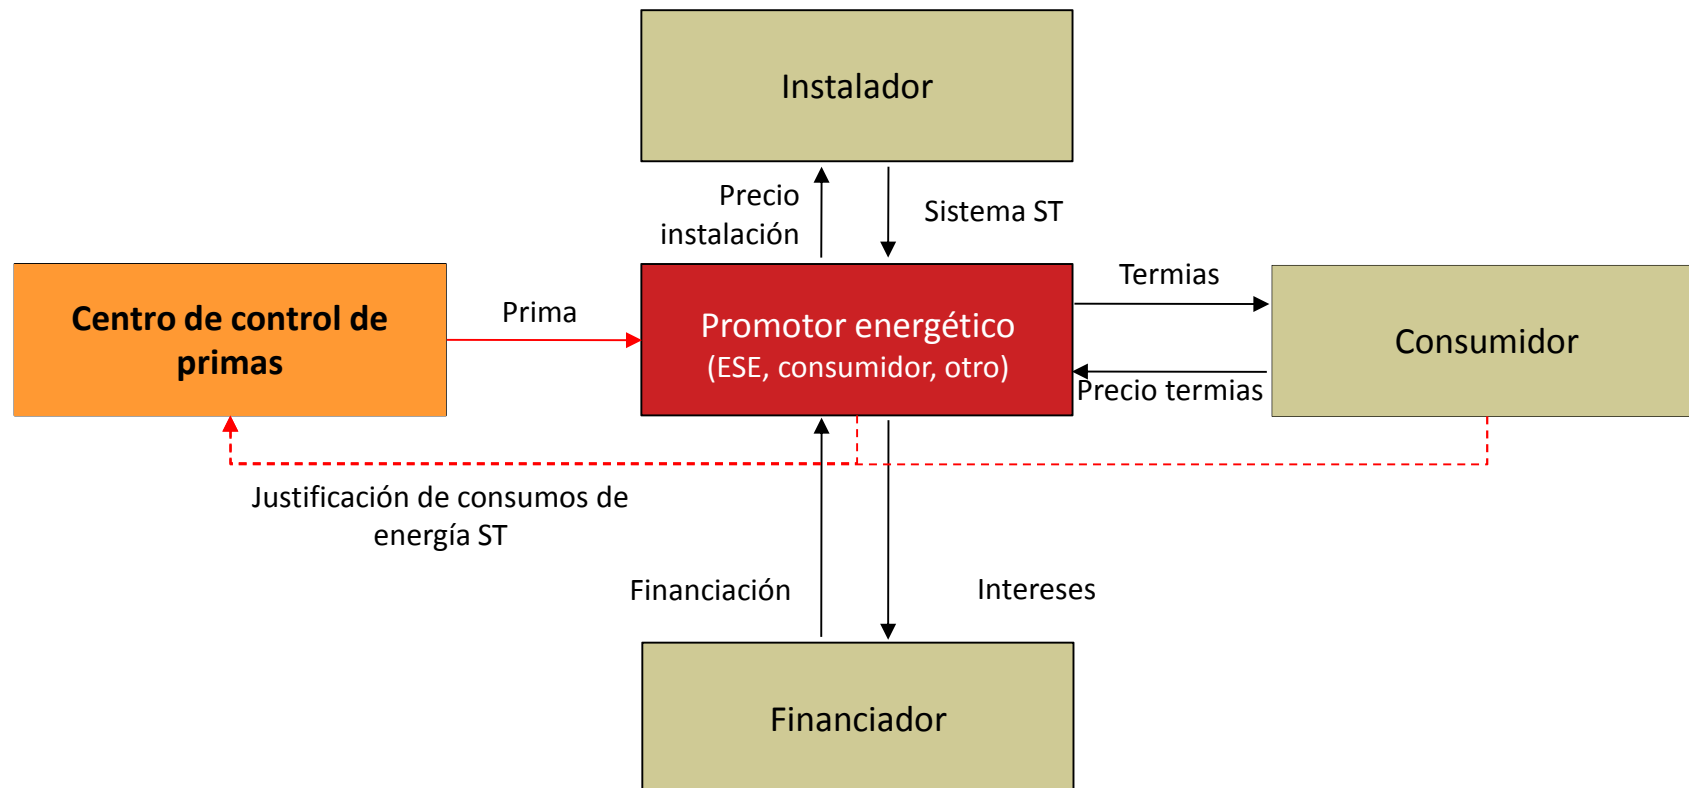 Instalador
Precio
instalación
Sistema ST
Centro de control de
primas
Prima
Promotor energético
(ESE, consumidor, otro)
Termias
Precio termias
Consumidor
Justificación de consumos de
energía ST
Financiación
Intereses
Financiador